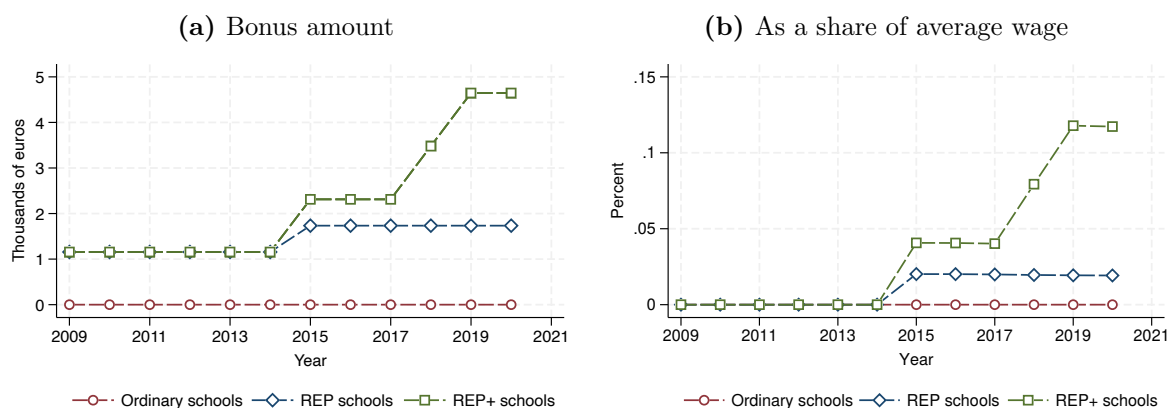 (a) Bonus amount
5
4
3
2
1
0
Thousands of euros
2009 2011 2013 2015 2017 2019 2021
Year
Ordinary schools REP schools REP+ schools
(b) As a share of average wage
.15
.1
.05
0
Percent
2009 2011 2013 2015 2017 2019 2021
Year
Ordinary schools REP schools REP+ schools